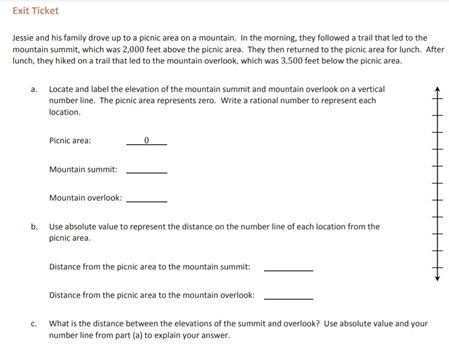 Exit Ticket
Jessie and his family drove up to a picnic area on a mountain. In the morning, they followed a trail that led to the
mountain summit, which was 2,000 feet above the picnic area. They then returned to the picnic area for lunch. After
lunch, they hiked on a trail that led to the mountain overlook, which was 3,500 feet below the picnic area.
a. Locate and label the elevation of the mountain summit and mountain overlook on a vertical
number line. The picnic area represents zero. Write a rational number to represent each
location.
Picnic area: 0
Mountain summit:
Mountain overlook:
b. Use absolute value to represent the distance on the number line of each location from the
picnic area.
Distance from the picnic area to the mountain summit:
Distance from the picnic area to the mountain overlook:
c. What is the distance between the elevations of the summit and overlook? Use absolute value and your
number line from part (a) to explain your answer.